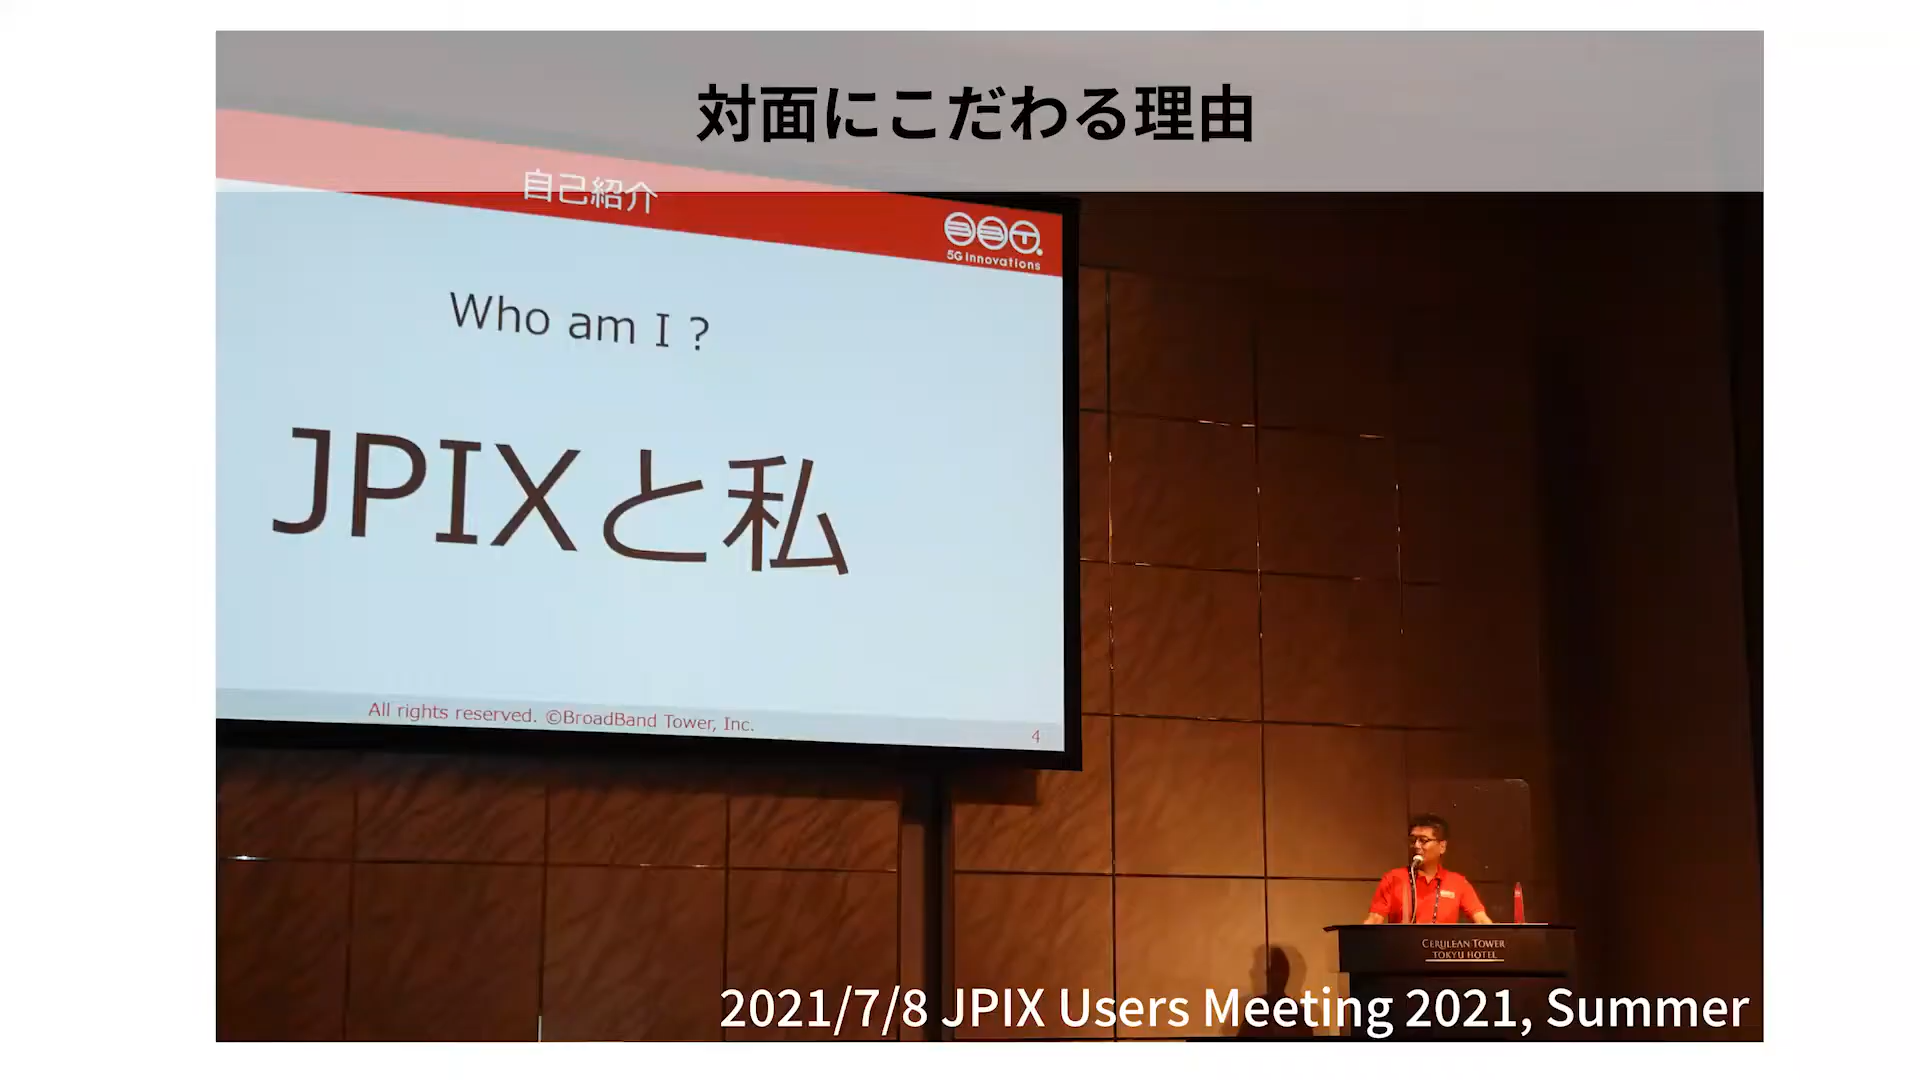 対面にこだわる理由
自己紹介
BBT.
5G innovations
Who am I ?
JPIXと私
All rights reserved. ©BroadBand Tower, Inc.
4
CERULEAN TOWER
TOKYU HOTEL
2021/7/8 JPIX Users Meeting 2021, Summer